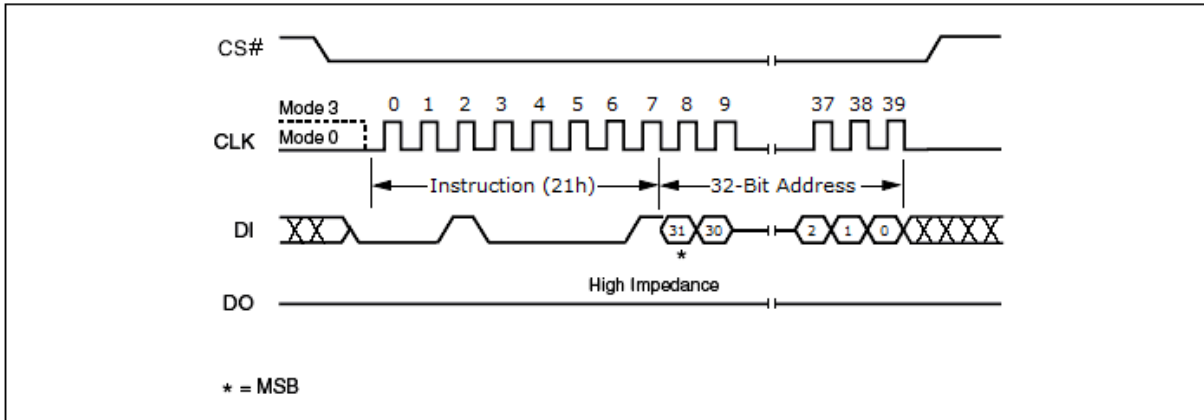 CS#
Mode 3 0 1 2 3 4 5 6 7 8 9 37 38 39
CLK Mode 0
Instruction (21h) 32-Bit Address
DI 31 30 2 1 0
*
High Impedance
DO
* = MSB